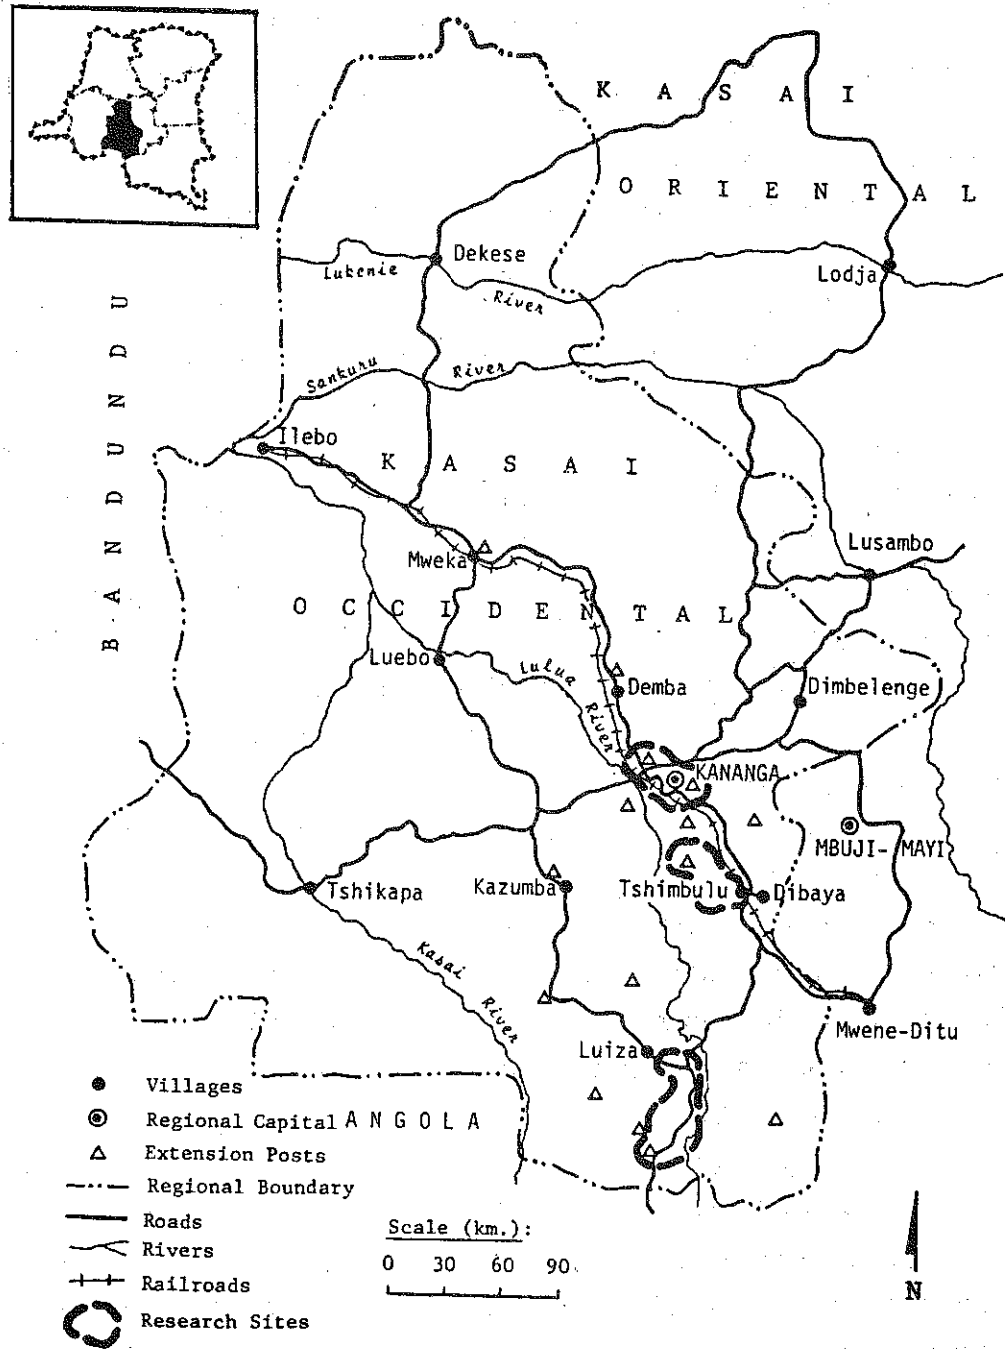 K A S A I
O R I E N T A L
Dekese
Lukenie
River
Lodja
B A N D U N D U
Sankuru
River
Ilebo
K A S A I
Lusambo
Mweka
O C C I D E N T A L
Luebo
Lulua
River
Demba
Dimbelenge
KANANGA
MBUJI-MAYI
Tshikapa
Kazumba
Tshimbulu
Dibaya
Kasai
River
Mwene-Ditu
Luiza
Villages
Regional Capital
A N G O L A
Extension Posts
Regional Boundary
Roads
Rivers
Railroads
Research Sites
Scale (km.):
0 30 60 90
N